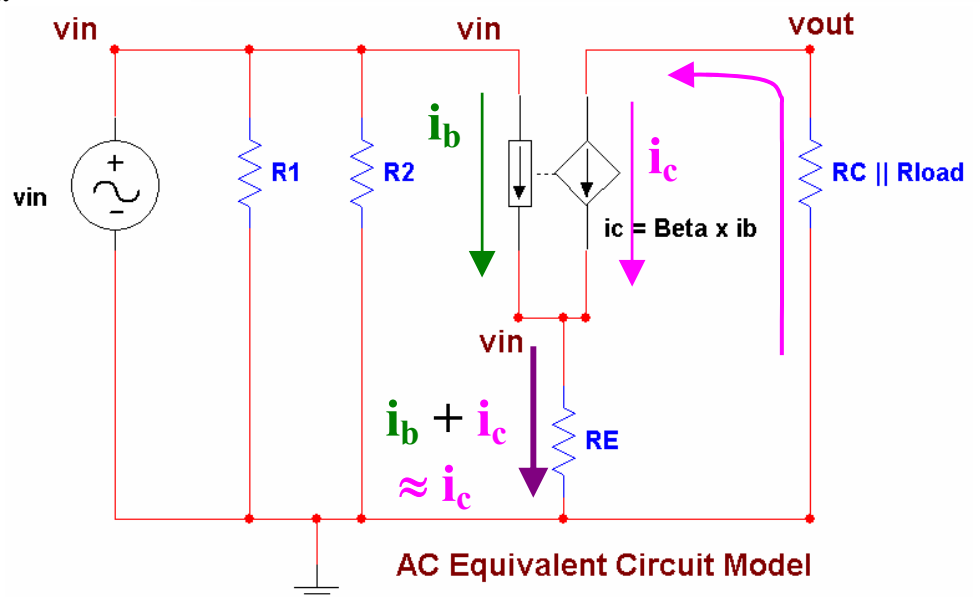 vin
vin
vout
+
−
vin
R1
R2
ib
ic
RC || Rload
ic = Beta x ib
vin
ib + ic
≈ ic
RE
AC Equivalent Circuit Model